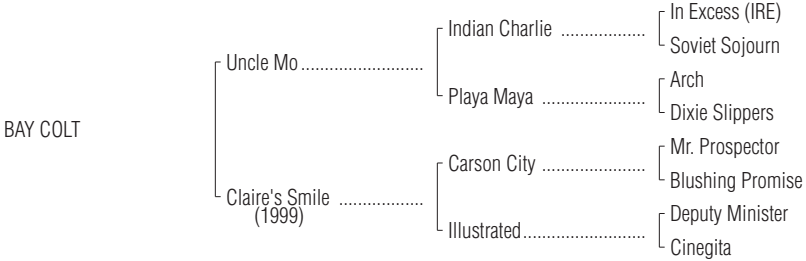 In Excess (IRE)
Indian Charlie ...................
Soviet Sojourn
Uncle Mo..........................
Arch
Playa Maya .......................
Dixie Slippers
BAY COLT
Mr. Prospector
Carson City .......................
Blushing Promise
Claire's Smile ...................
(1999)
Deputy Minister
Illustrated..........................
Cinegita